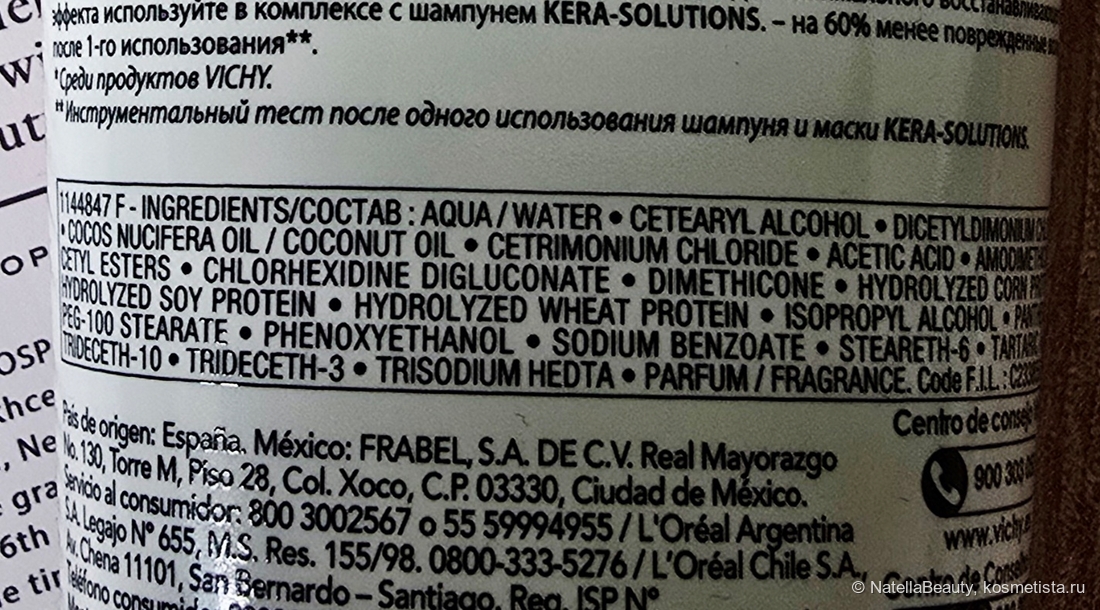 эффекта используйте в комплексе с шампунем KERA-SOLUTIONS. – на 60% менее
после 1-го использования**.
*Среди продуктов VICHY.
**Инструментальный тест после одного использования шампуня и маски KERA-SOLUTIONS.
1144847 F - INGREDIENTS/СОСТАВ : AQUA / WATER • CETEARYL ALCOHOL •
• COCOS NUCIFERA OIL / COCONUT OIL • CETRIMONIUM CHLORIDE • ACETIC ACID •
CETYL ESTERS • CHLORHEXIDINE DIGLUCONATE • DIMETHICONE • HYDROLYZED CORN
HYDROLYZED SOY PROTEIN • HYDROLYZED WHEAT PROTEIN • ISOPROPYL ALCOHOL •
PEG-100 STEARATE • PHENOXYETHANOL • SODIUM BENZOATE • STEARETH-6 •
TRIDECETH-10 • TRIDECETH-3 • TRISODIUM HEDTA • PARFUM / FRAGRANCE. Code F.I.L. :
País de origen: España. México: FRABEL, S.A. DE C.V. Real Mayorazgo
No. 130, Torre M, Piso 28, Col. Xoco, C.P. 03330, Ciudad de México.
Servicio al consumidor: 800 3002567 o 55 59994955 / L'Oréal Argentina
S.A. Legajo N° 655, M.S. Res. 155/98. 0800-333-5276 / L'Oréal Chile S.A.,
Av. Chena 11101, San Bernardo – Santiago. Reg. ISP N°
Teléfono
Centro de
900
6th
© NatellaBeauty, kosmetista.ru